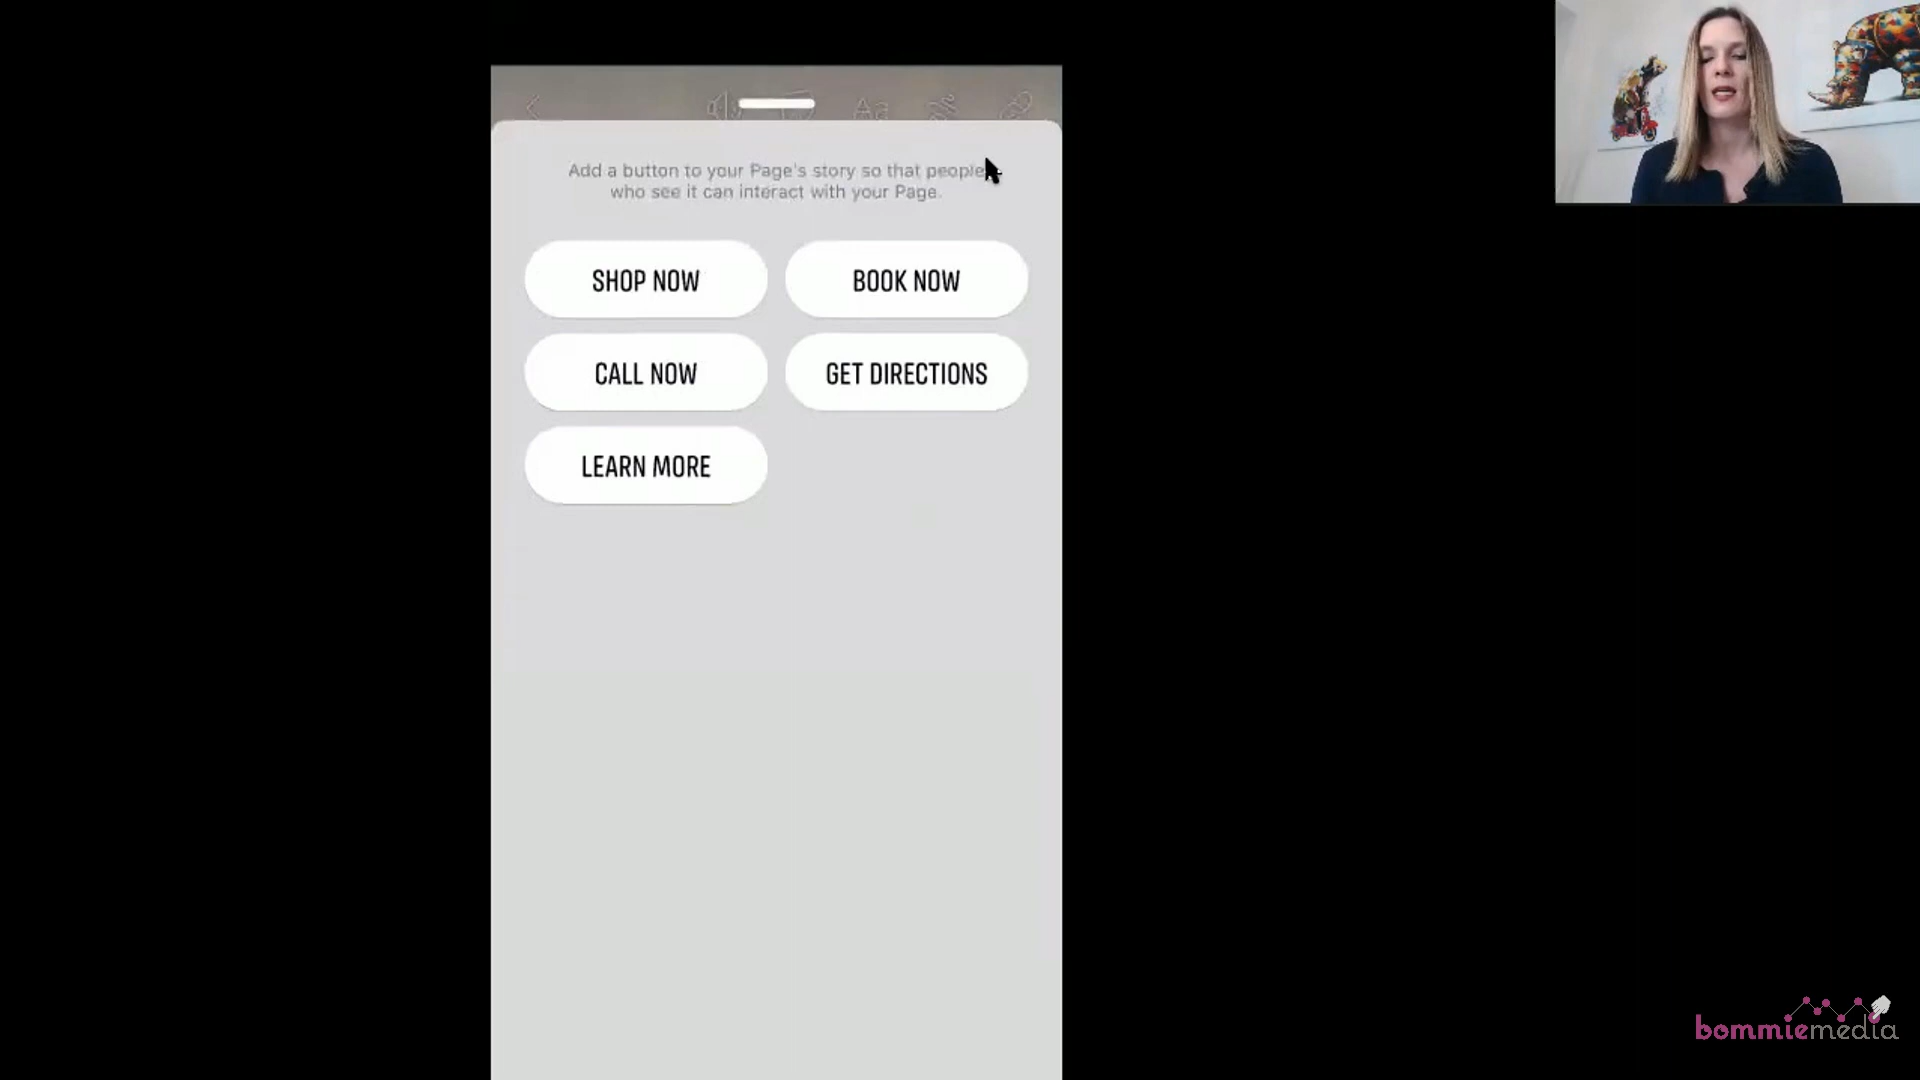 Aa
Add a button to your Page's story so that people
who see it can interact with your Page.
SHOP NOW
BOOK NOW
CALL NOW
GET DIRECTIONS
LEARN MORE
bommiemedia